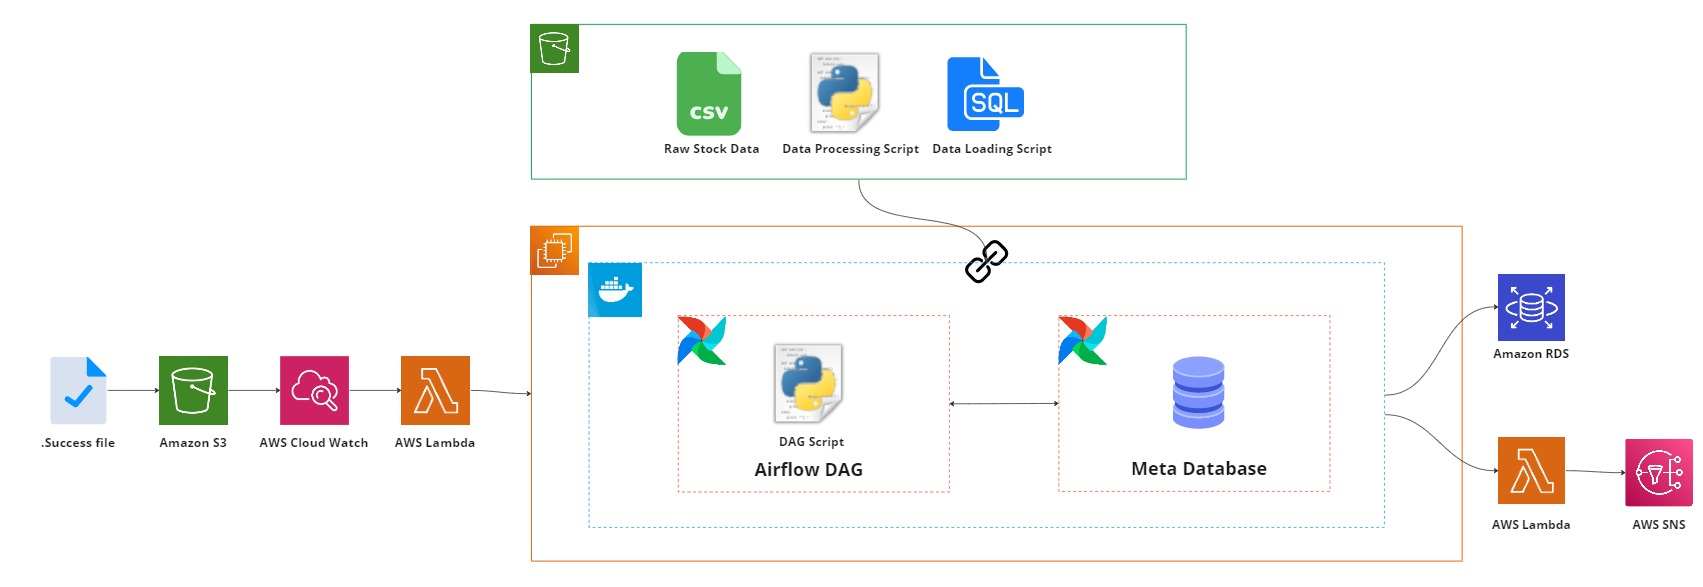 CSV
Raw Stock Data
Data Processing Script
SQL
Data Loading Script
.Success file
Amazon S3
AWS Cloud Watch
AWS Lambda
DAG Script
Airflow DAG
Meta Database
Amazon RDS
AWS Lambda
AWS SNS